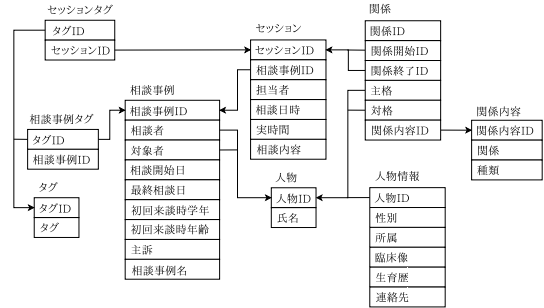 セッションタグ
タグID
セッションID
相談事例タグ
タグID
相談事例ID
タグ
タグID
タグ
相談事例
相談事例ID
相談者
対象者
相談開始日
最終相談日
初回来談時学年
初回来談時年齢
主訴
相談事例名
セッション
セッションID
相談事例ID
担当者
相談日時
実時間
相談内容
人物
人物ID
氏名
関係
関係ID
関係開始ID
関係終了ID
主格
対格
関係内容ID
人物情報
人物ID
性別
所属
臨床像
生育歴
連絡先
関係内容
関係内容ID
関係
種類